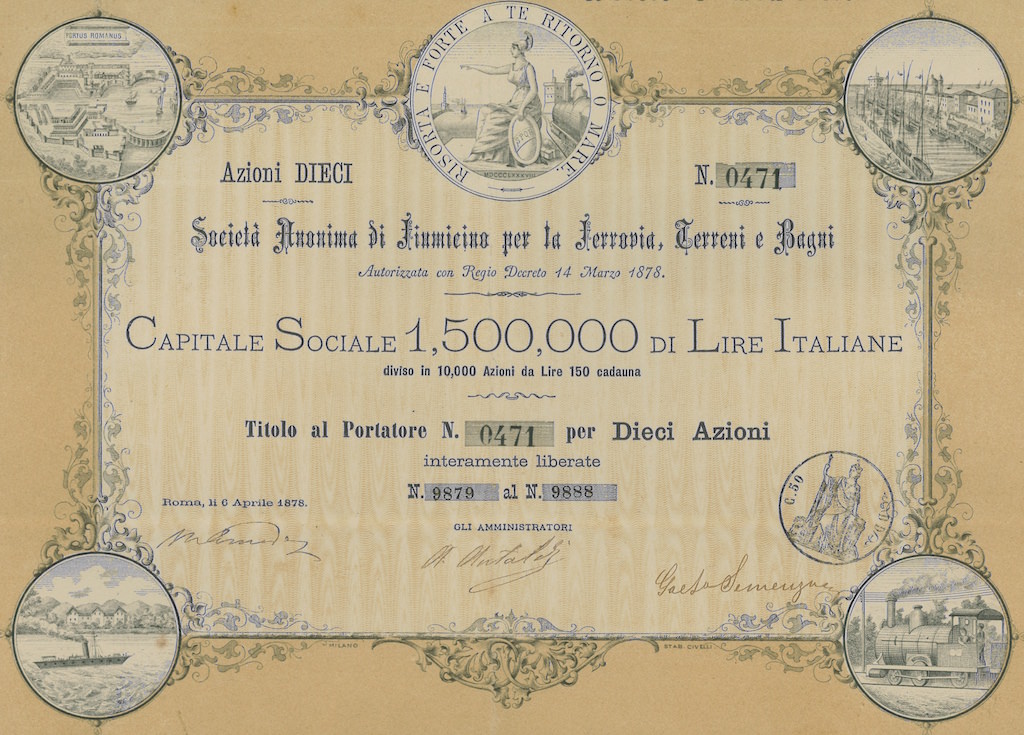 PORTUS ROMANUS
RISORTA E FORTE A TE RITORNO O MARE
MDCCCLXXVIII
Azioni DIECI
N. 0471
Società Anonima di Fiumicino per la Ferrovia, Terreni e Bagni
Autorizzata con Regio Decreto 14 Marzo 1878.
CAPITALE SOCIALE 1,500,000 DI LIRE ITALIANE
diviso in 10,000 Azioni da Lire 150 cadauna
Titolo al Portatore N. 0471 per Dieci Azioni
interamente liberate
N. 9879 al N. 9888
C. 50
Roma, li 6 Aprile 1878.
GLI AMMINISTRATORI
MILANO
STAB. CIVELLI